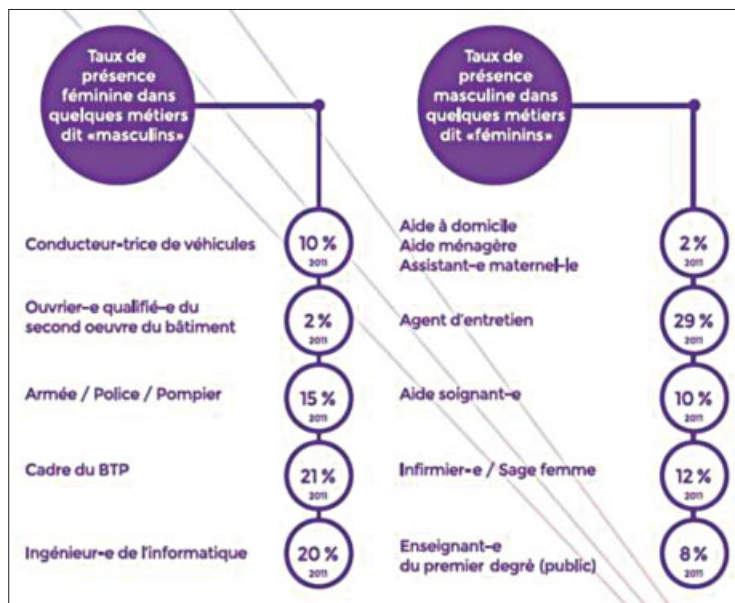 Taux de
présence
féminine dans
quelques métiers
dit «masculins»
Conducteur-trice de véhicules
10 %
2011
Ouvrier-e qualifié-e du
second oeuvre du bâtiment
2 %
2011
Armée / Police / Pompier
15 %
2011
Cadre du BTP
21 %
2011
Ingénieur-e de l'informatique
20 %
2011
Taux de
présence
masculine dans
quelques métiers
dit «féminins»
Aide à domicile
Aide ménagère
Assistant-e maternel-le
2 %
2011
Agent d'entretien
29 %
2011
Aide soignant-e
10 %
2011
Infirmier-e / Sage femme
12 %
2011
Enseignant-e
du premier degré (public)
8 %
2011